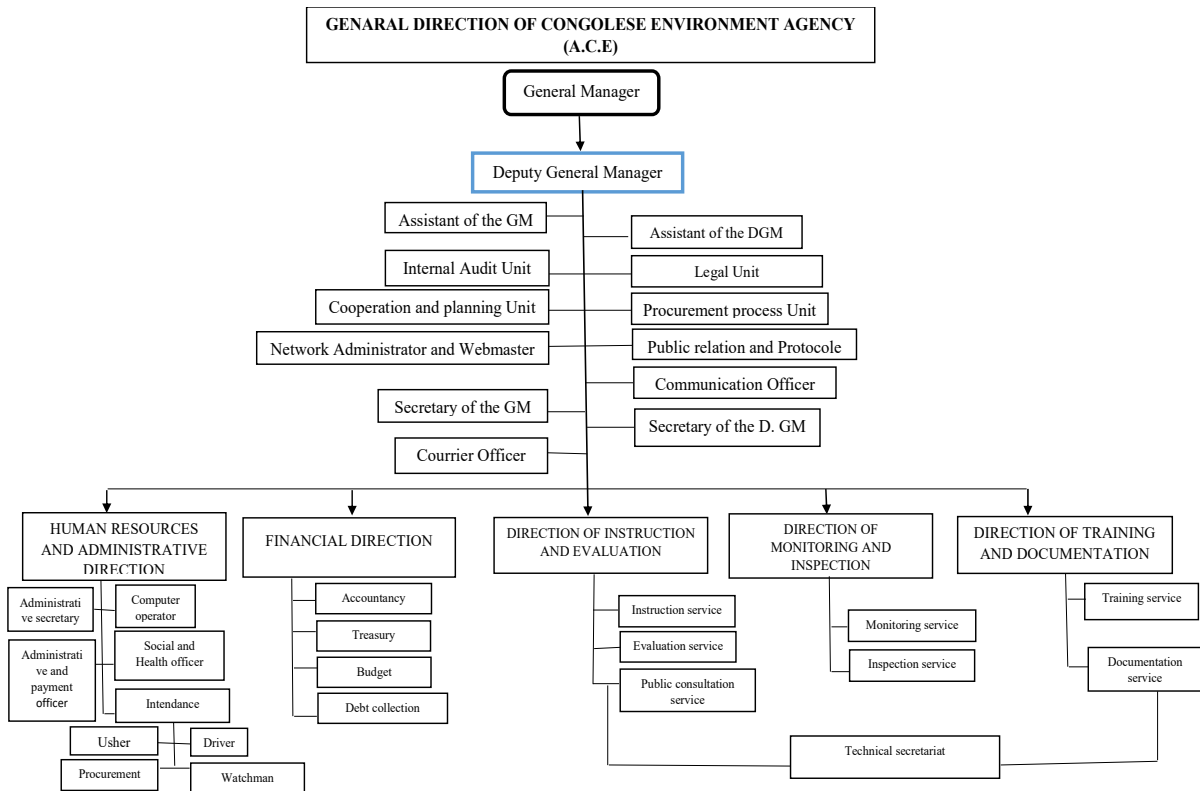 GENARAL DIRECTION OF CONGOLESE ENVIRONMENT AGENCY
(A.C.E)
General Manager
Deputy General Manager
Assistant of the GM
Assistant of the DGM
Internal Audit Unit
Legal Unit
Cooperation and planning Unit
Procurement process Unit
Network Administrator and Webmaster
Public relation and Protocole
Communication Officer
Secretary of the GM
Secretary of the D. GM
Courrier Officer
HUMAN RESOURCES
AND ADMINISTRATIVE
DIRECTION
FINANCIAL DIRECTION
DIRECTION OF INSTRUCTION
AND EVALUATION
DIRECTION OF
MONITORING AND
INSPECTION
DIRECTION OF TRAINING
AND DOCUMENTATION
Administrati
ve secretary
Computer
operator
Administrati
ve and
payment
officer
Social and
Health officer
Intendance
Usher
Driver
Procurement
Watchman
Accountancy
Treasury
Budget
Debt collection
Instruction service
Evaluation service
Public consultation
service
Monitoring service
Inspection service
Training service
Documentation
service
Technical secretariat